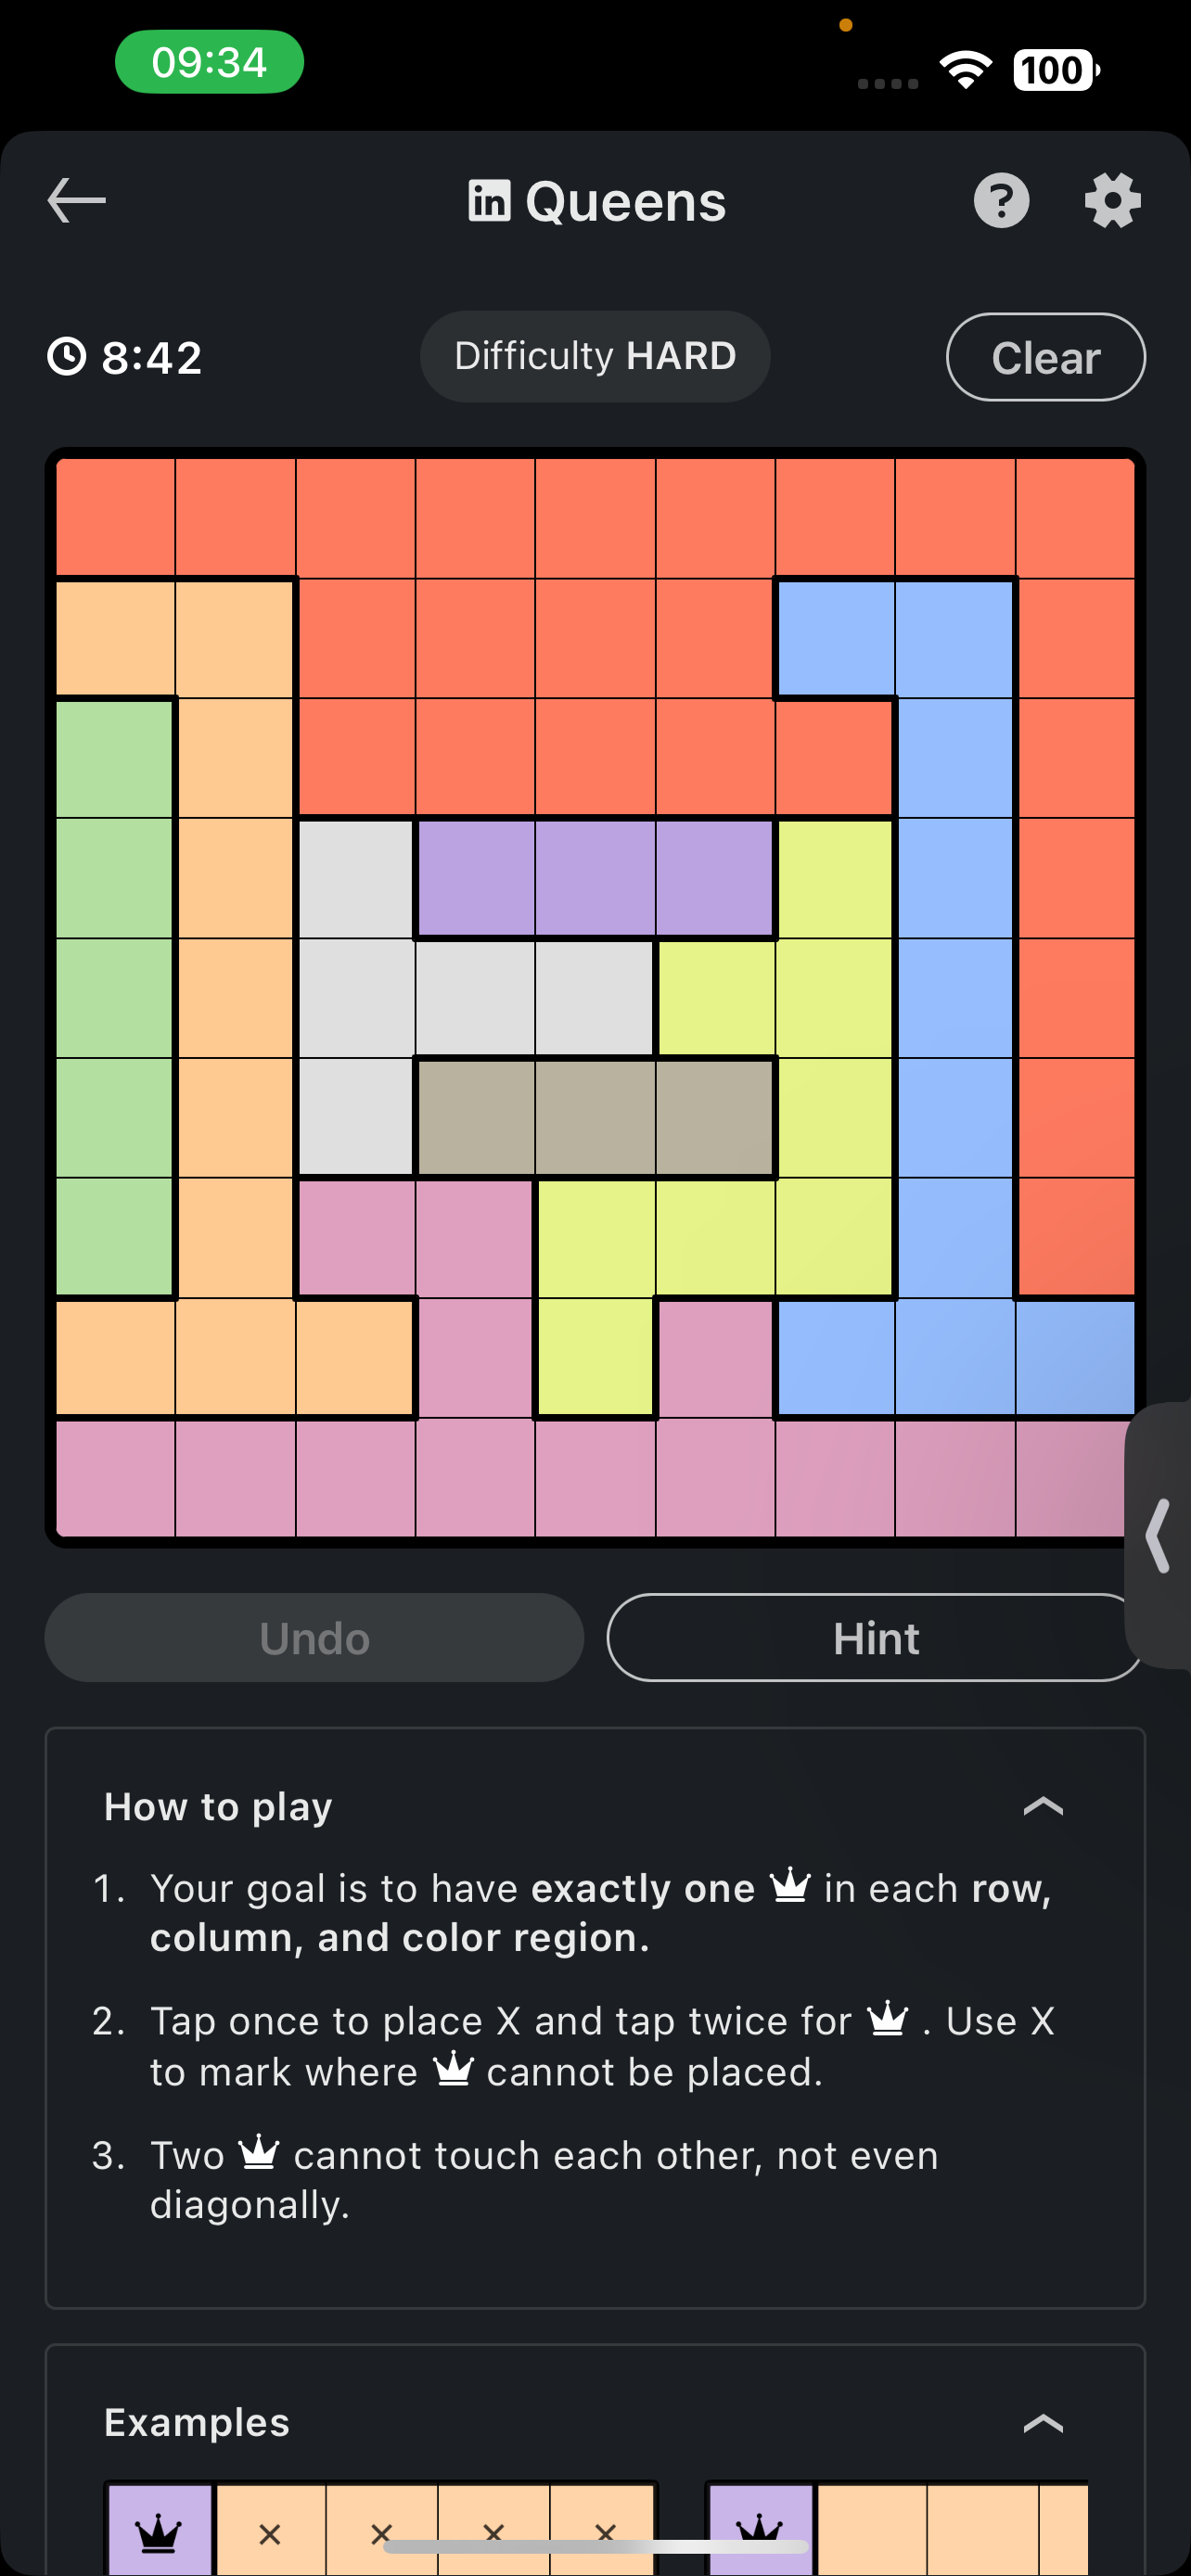 09:34
100
in Queens
?
8:42
Difficulty HARD
Clear
Undo
Hint
How to play
1. Your goal is to have exactly one in each row,
column, and color region.
2. Tap once to place X and tap twice for . Use X
to mark where cannot be placed.
3. Two cannot touch each other, not even
diagonally.
Examples